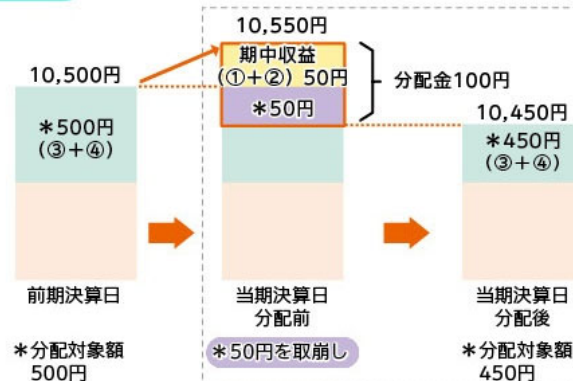 10,550円
期中収益
(①+②) 50円
10,500円
分配金100円
*50円
10,450円
*500円
(③+④)
*450円
(③+④)
前期決算日
当期決算日
分配前
当期決算日
分配後
*分配対象額
500円
*50円を取崩し
*分配対象額
450円